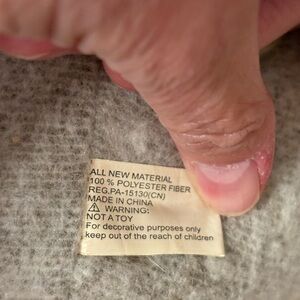 ALL NEW MATERIAL
100 % POLYESTER FIBER
REG.PA-15130(CN)
MADE IN CHINA
⚠ WARNING:
NOT A TOY
For decorative purposes only
keep out of the reach of children